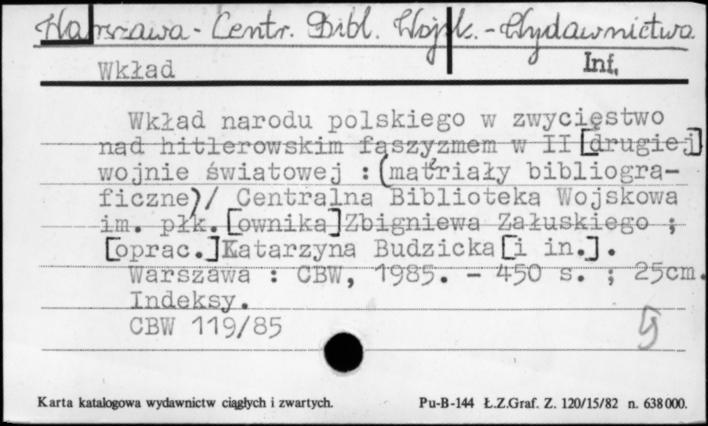 Warszawa - Centr. Bibl. Wojsk. - Wydawnictwa.
Wkład Inf.
Wkład narodu polskiego w zwycięstwo
nad hitlerowskim faszyzmem w II [drugiej]
wojnie światowej : (matriały bibliogra-
ficzne)/ Centralna Biblioteka Wojskowa
im. płk.[ownika]Zbigniewa Załuskiego ;
[oprac.]Katarzyna Budzicka[i in.].
Warszawa : CBW, 1985. - 450 s. ; 25cm.
Indeksy.
CBW 119/85
Karta katalogowa wydawnictw ciągłych i zwartych. Pu-B-144 Ł.Z.Graf. Z. 120/15/82 n. 638000.